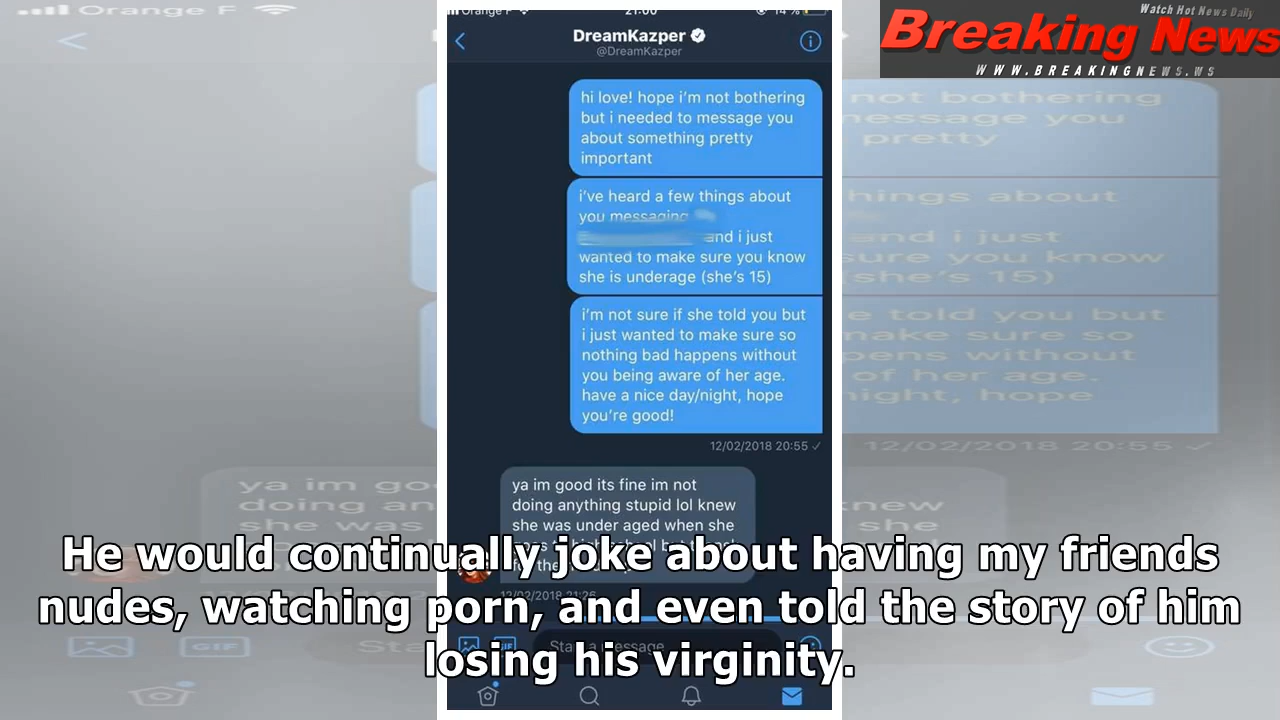 Watch Hot News Daily
Breaking News
WWW.BREAKINGNEWS.WS
Orange F
21:00
14 %
DreamKazper
@DreamKazper
hi love! hope i'm not bothering
but i needed to message you
about something pretty
important
i've heard a few things about
you messaging
and i just
wanted to make sure you know
she is underage (she's 15)
i'm not sure if she told you but
i just wanted to make sure so
nothing bad happens without
you being aware of her age.
have a nice day/night, hope
you're good!
12/02/2018 20:55
ya im good its fine im not
doing anything stupid lol knew
she was under aged when she
12/02/2018 21:26
GIF
Start a message
He would continually joke about having my friends
nudes, watching porn, and even told the story of him
losing his virginity.